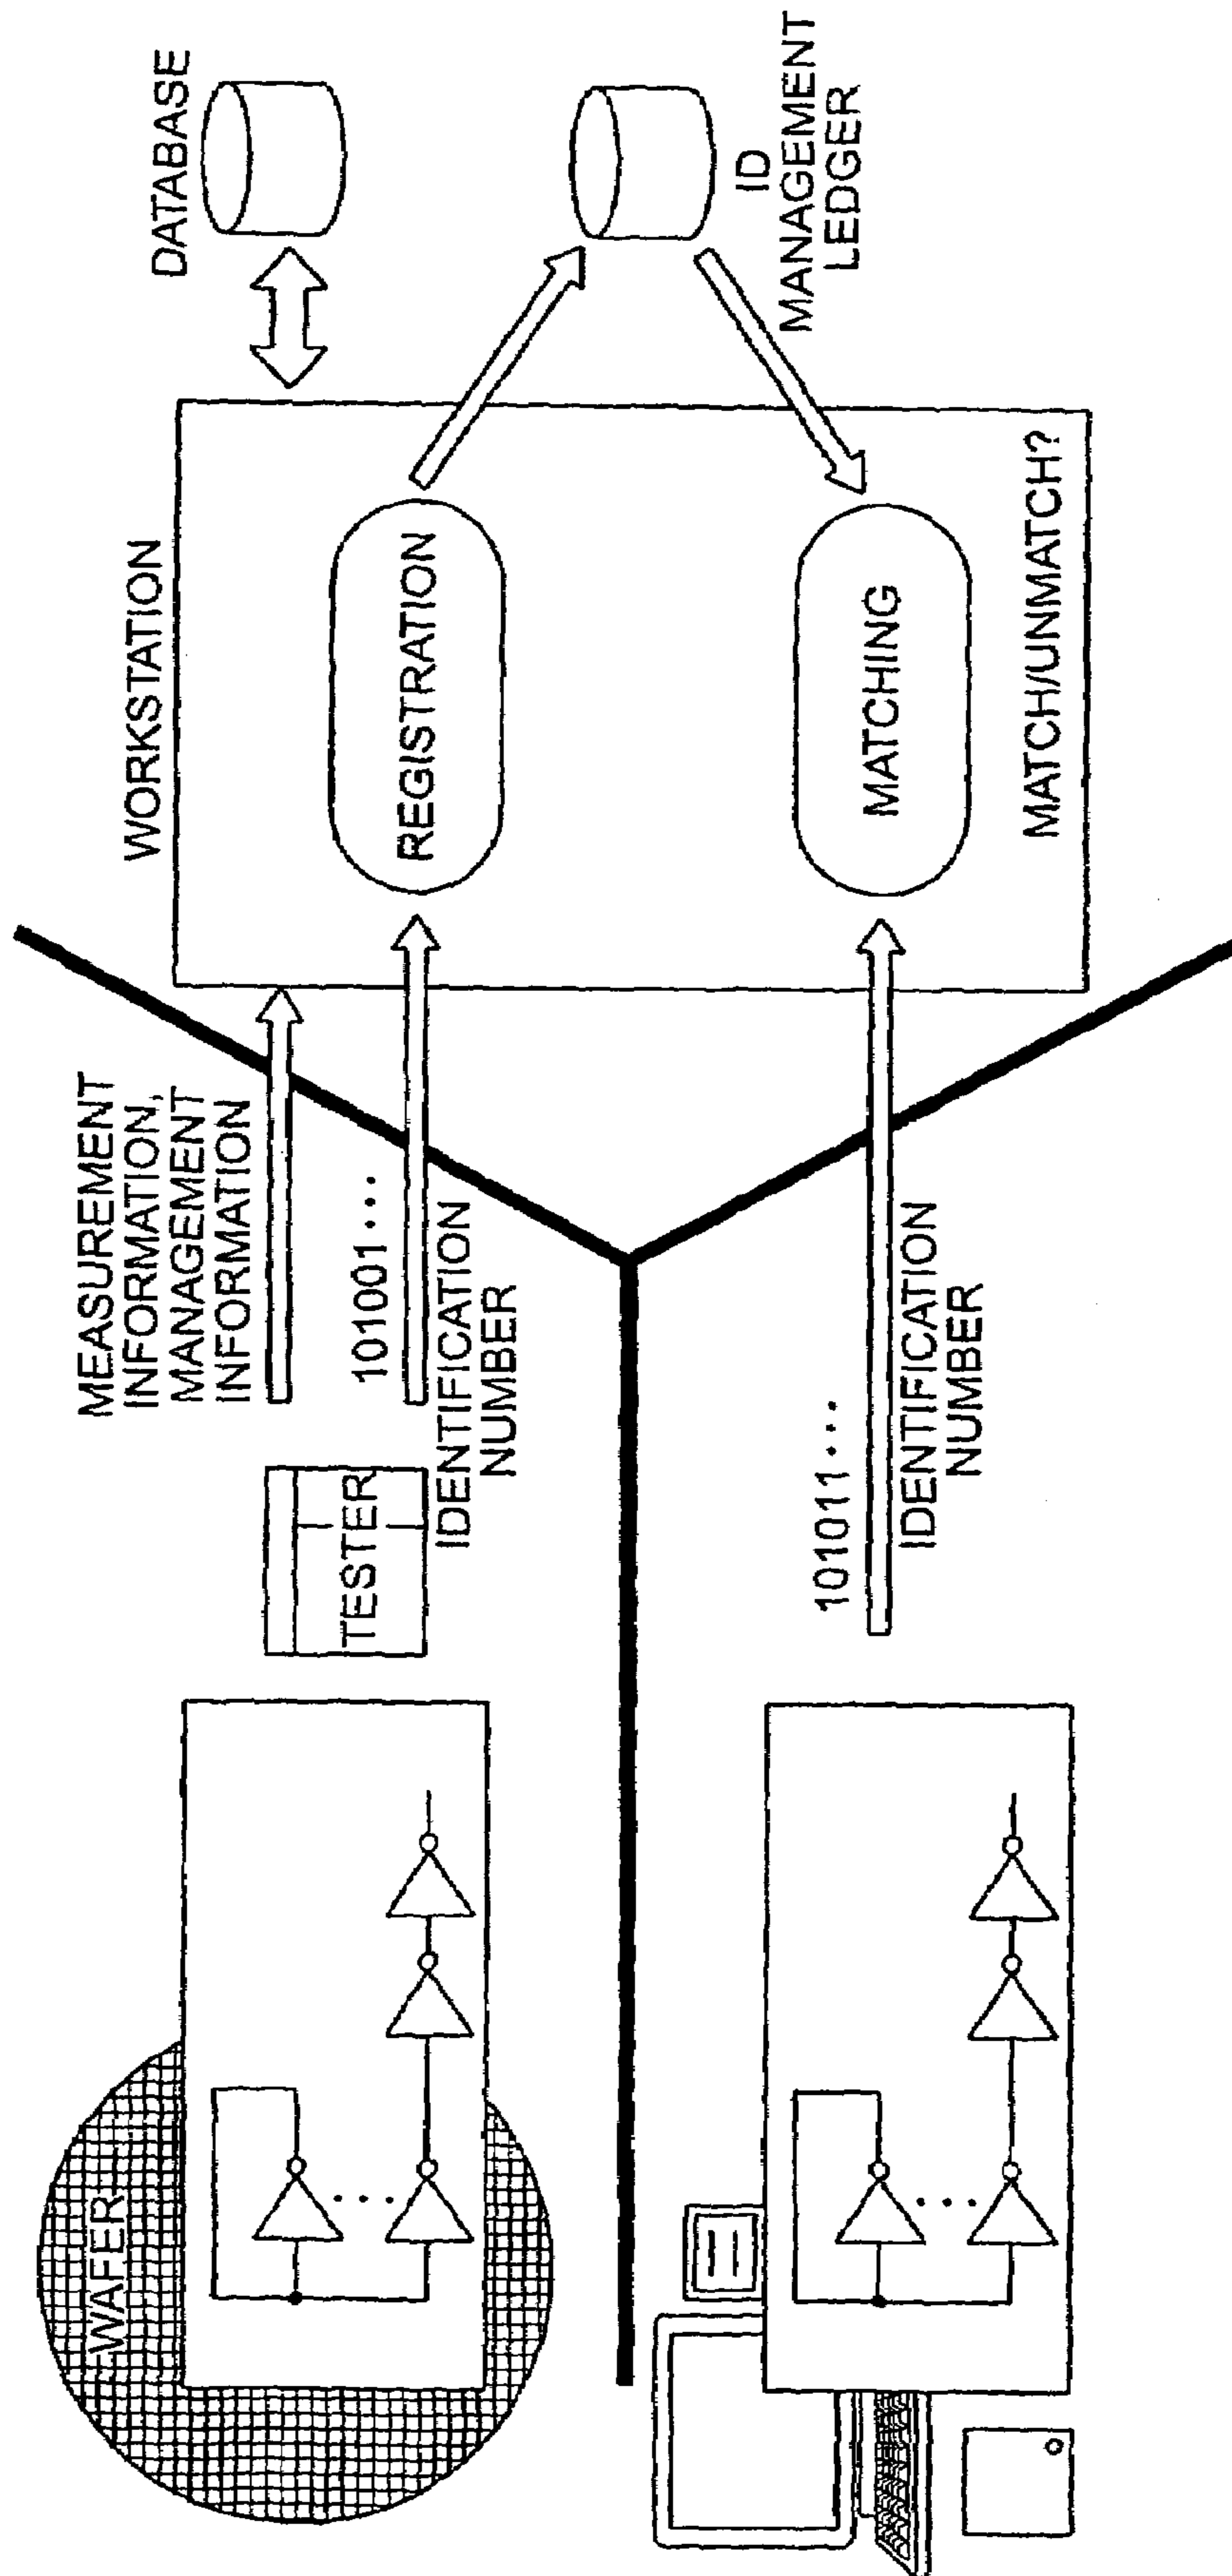 WAFER
TESTER
MEASUREMENT
INFORMATION,
MANAGEMENT
INFORMATION
101001...
IDENTIFICATION
NUMBER
WORKSTATION
REGISTRATION
DATABASE
ID
MANAGEMENT
LEDGER
101011...
IDENTIFICATION
NUMBER
MATCHING
MATCH/UNMATCH?